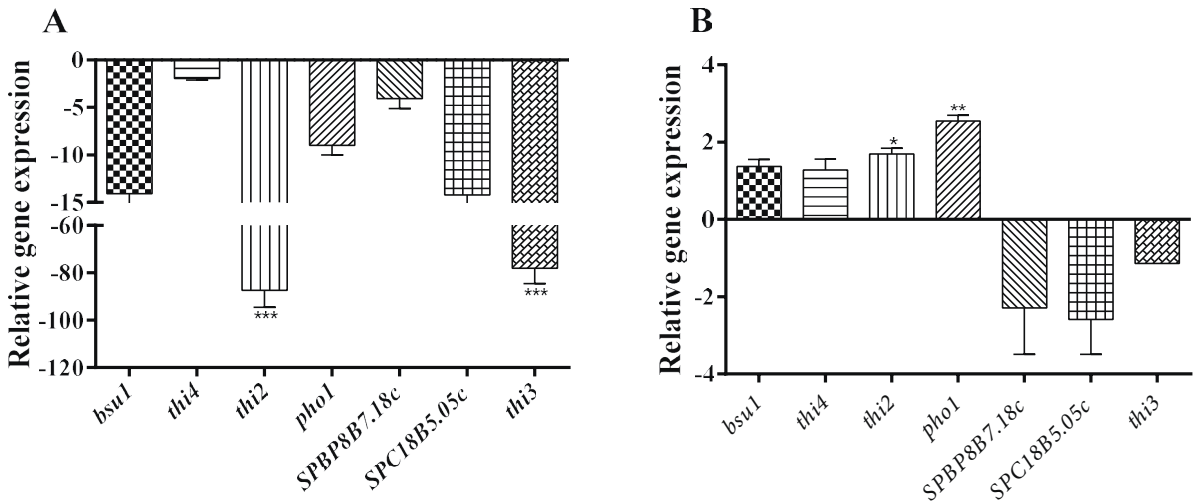 A
Relative gene expression
0
-5
-10
-15
-60
-80
-100
-120
***
***
bsu1
thi4
thi2
pho1
SPBP8B7.18c
SPC18B5.05c
thi3
B
Relative gene expression
4
2
0
-2
-4
*
**
bsu1
thi4
thi2
pho1
SPBP8B7.18c
SPC18B5.05c
thi3